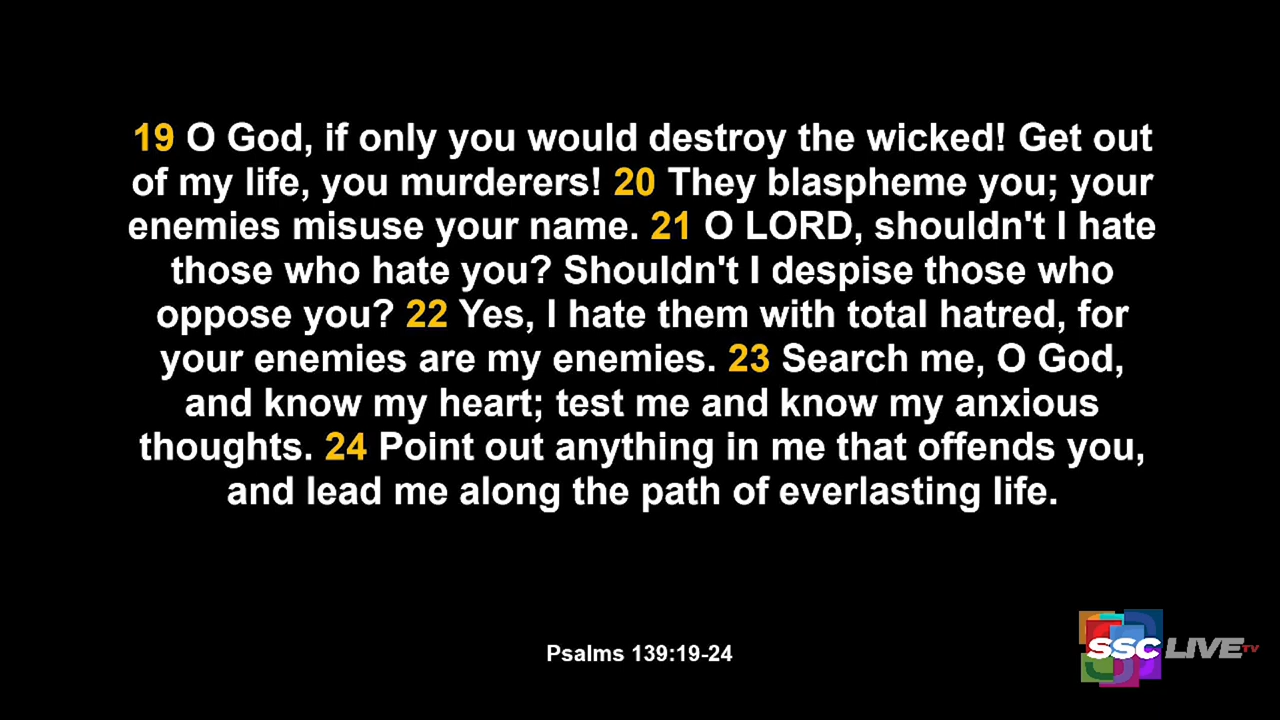 19 O God, if only you would destroy the wicked! Get out
of my life, you murderers! 20 They blaspheme you; your
enemies misuse your name. 21 O LORD, shouldn't I hate
those who hate you? Shouldn't I despise those who
oppose you? 22 Yes, I hate them with total hatred, for
your enemies are my enemies. 23 Search me, O God,
and know my heart; test me and know my anxious
thoughts. 24 Point out anything in me that offends you,
and lead me along the path of everlasting life.
Psalms 139:19-24
SSC LIVE TV